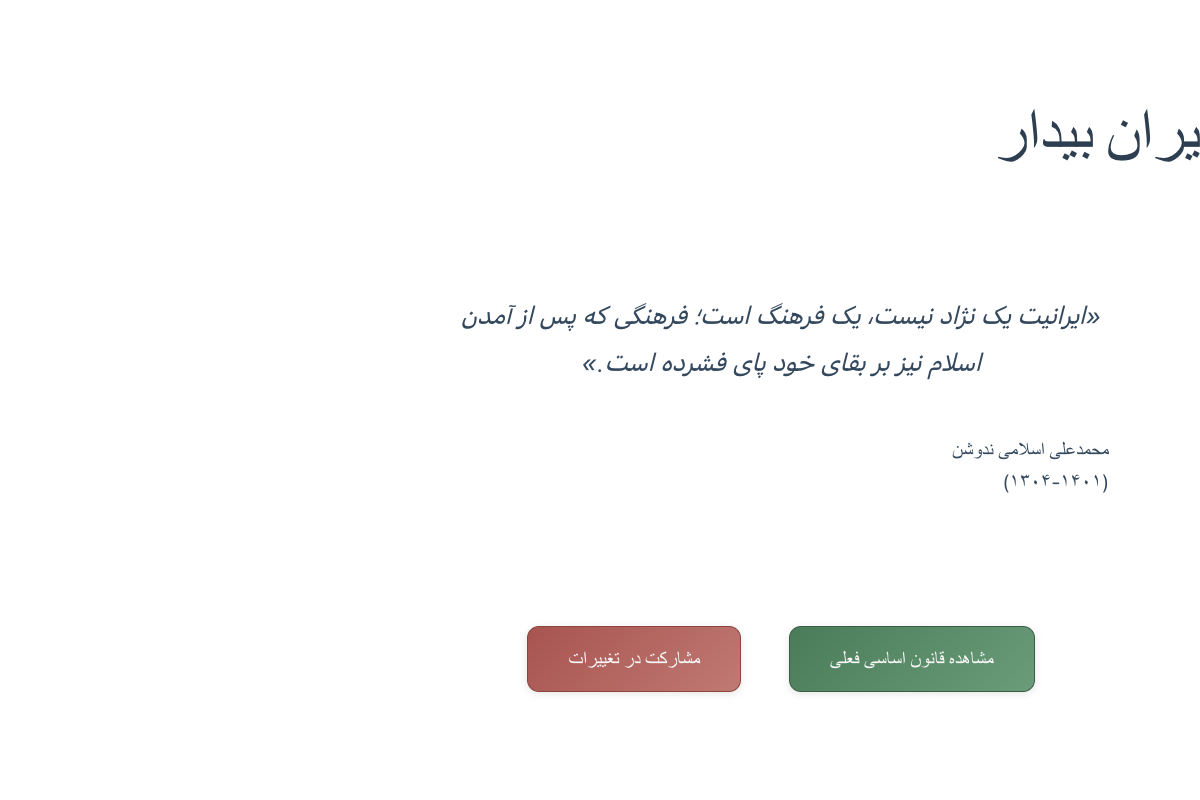 یران بیدار
«ایرانیت یک نژاد نیست، یک فرهنگ است؛ فرهنگی که پس از آمدن
اسلام نیز بر بقای خود پای فشرده است.»
محمدعلی اسلامی ندوشن
(۱۳۰۴-۱۴۰۱)
مشاهده قانون اساسی فعلی
مشارکت در تغییرات